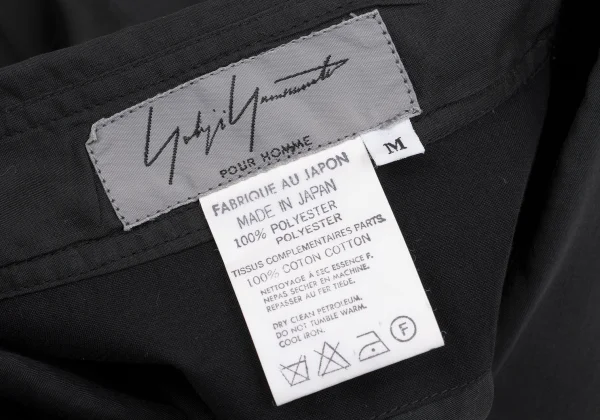 Yohji Yamamoto
POUR HOMME
M
FABRIQUE AU JAPON
MADE IN JAPAN
100% POLYESTER
POLYESTER
TISSUS COMPLEMENTAIRES PARTS.
100% COTON COTTON
NETTOYAGE À SEC ESSENCE F.
NEPAS SECHER EN MACHINE.
REPASSER AU FER TIEDE.
DRY CLEAN PETROLEUM.
DO NOT TUMBLE WARM.
COOL IRON.
F